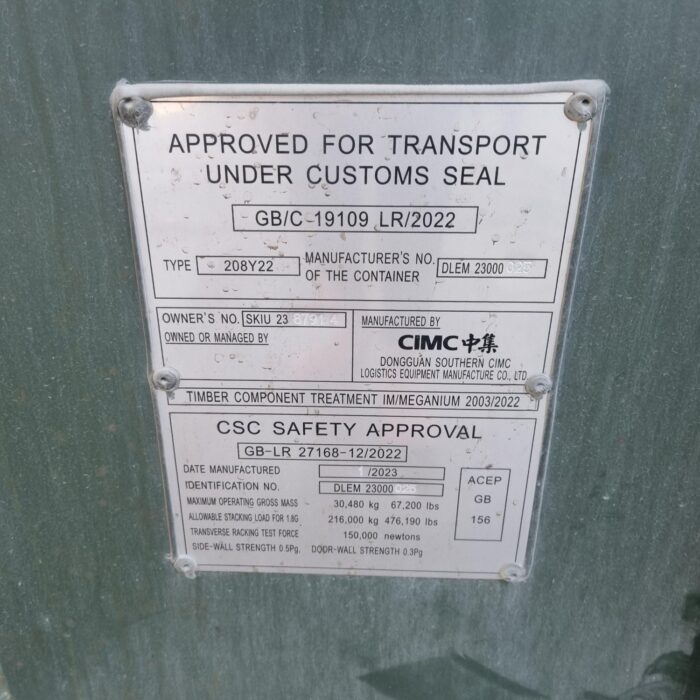 APPROVED FOR TRANSPORT
UNDER CUSTOMS SEAL
GB/C 19109 LR/2022
TYPE 208Y22
MANUFACTURER'S NO.
OF THE CONTAINER
DLEM 23000
OWNER'S NO. SKIU 23
OWNED OR MANAGED BY
MANUFACTURED BY
CIMC中集
DONGGUAN SOUTHERN CIMC
LOGISTICS EQUIPMENT MANUFACTURE CO., LTD
TIMBER COMPONENT TREATMENT IM/MEGANIUM 2003/2022
CSC SAFETY APPROVAL
GB-LR 27168-12/2022
DATE MANUFACTURED 1/2023
IDENTIFICATION NO. DLEM 23000
MAXIMUM OPERATING GROSS MASS 30,480 kg 67,200 lbs
ALLOWABLE STACKING LOAD FOR 1.8G 216,000 kg 476,190 lbs
TRANSVERSE RACKING TEST FORCE 150,000 newtons
SIDE-WALL STRENGTH 0.5Pg DOOR-WALL STRENGTH 0.3Pg
ACEP
GB
156